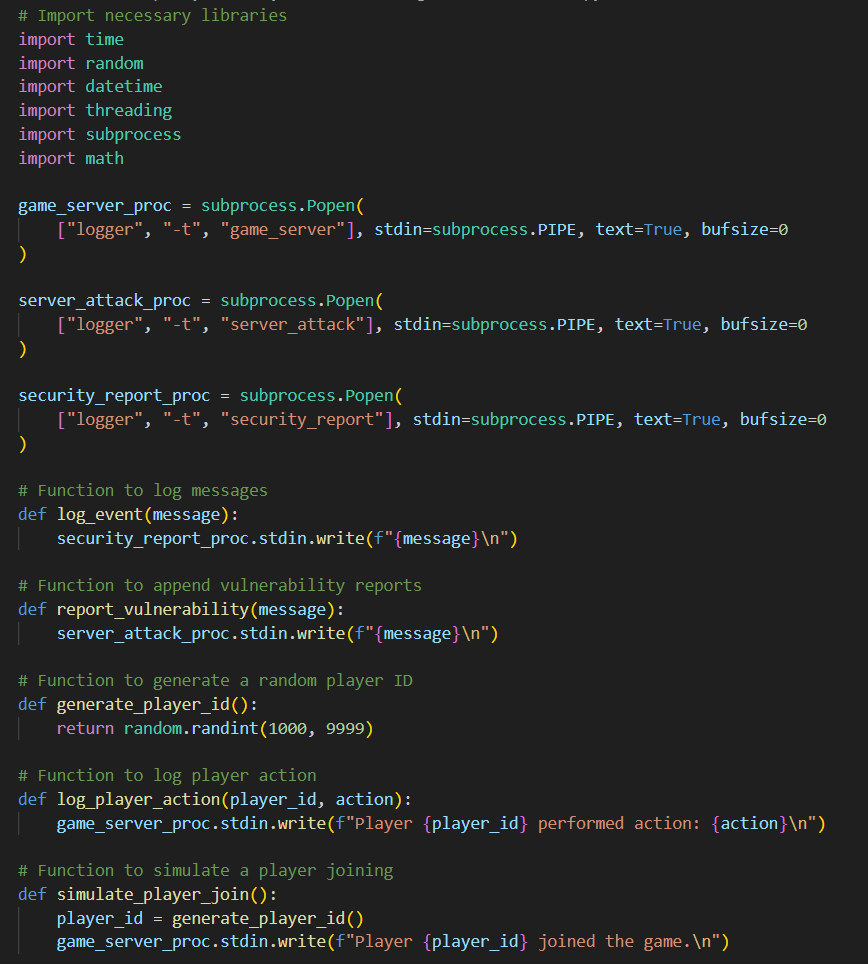 # Import necessary libraries
import time
import random
import datetime
import threading
import subprocess
import math

game_server_proc = subprocess.Popen(
    ["logger", "-t", "game_server"], stdin=subprocess.PIPE, text=True, bufsize=0
)

server_attack_proc = subprocess.Popen(
    ["logger", "-t", "server_attack"], stdin=subprocess.PIPE, text=True, bufsize=0
)

security_report_proc = subprocess.Popen(
    ["logger", "-t", "security_report"], stdin=subprocess.PIPE, text=True, bufsize=0
)

# Function to log messages
def log_event(message):
    security_report_proc.stdin.write(f"{message}\n")

# Function to append vulnerability reports
def report_vulnerability(message):
    server_attack_proc.stdin.write(f"{message}\n")

# Function to generate a random player ID
def generate_player_id():
    return random.randint(1000, 9999)

# Function to log player action
def log_player_action(player_id, action):
    game_server_proc.stdin.write(f"Player {player_id} performed action: {action}\n")

# Function to simulate a player joining
def simulate_player_join():
    player_id = generate_player_id()
    game_server_proc.stdin.write(f"Player {player_id} joined the game.\n")